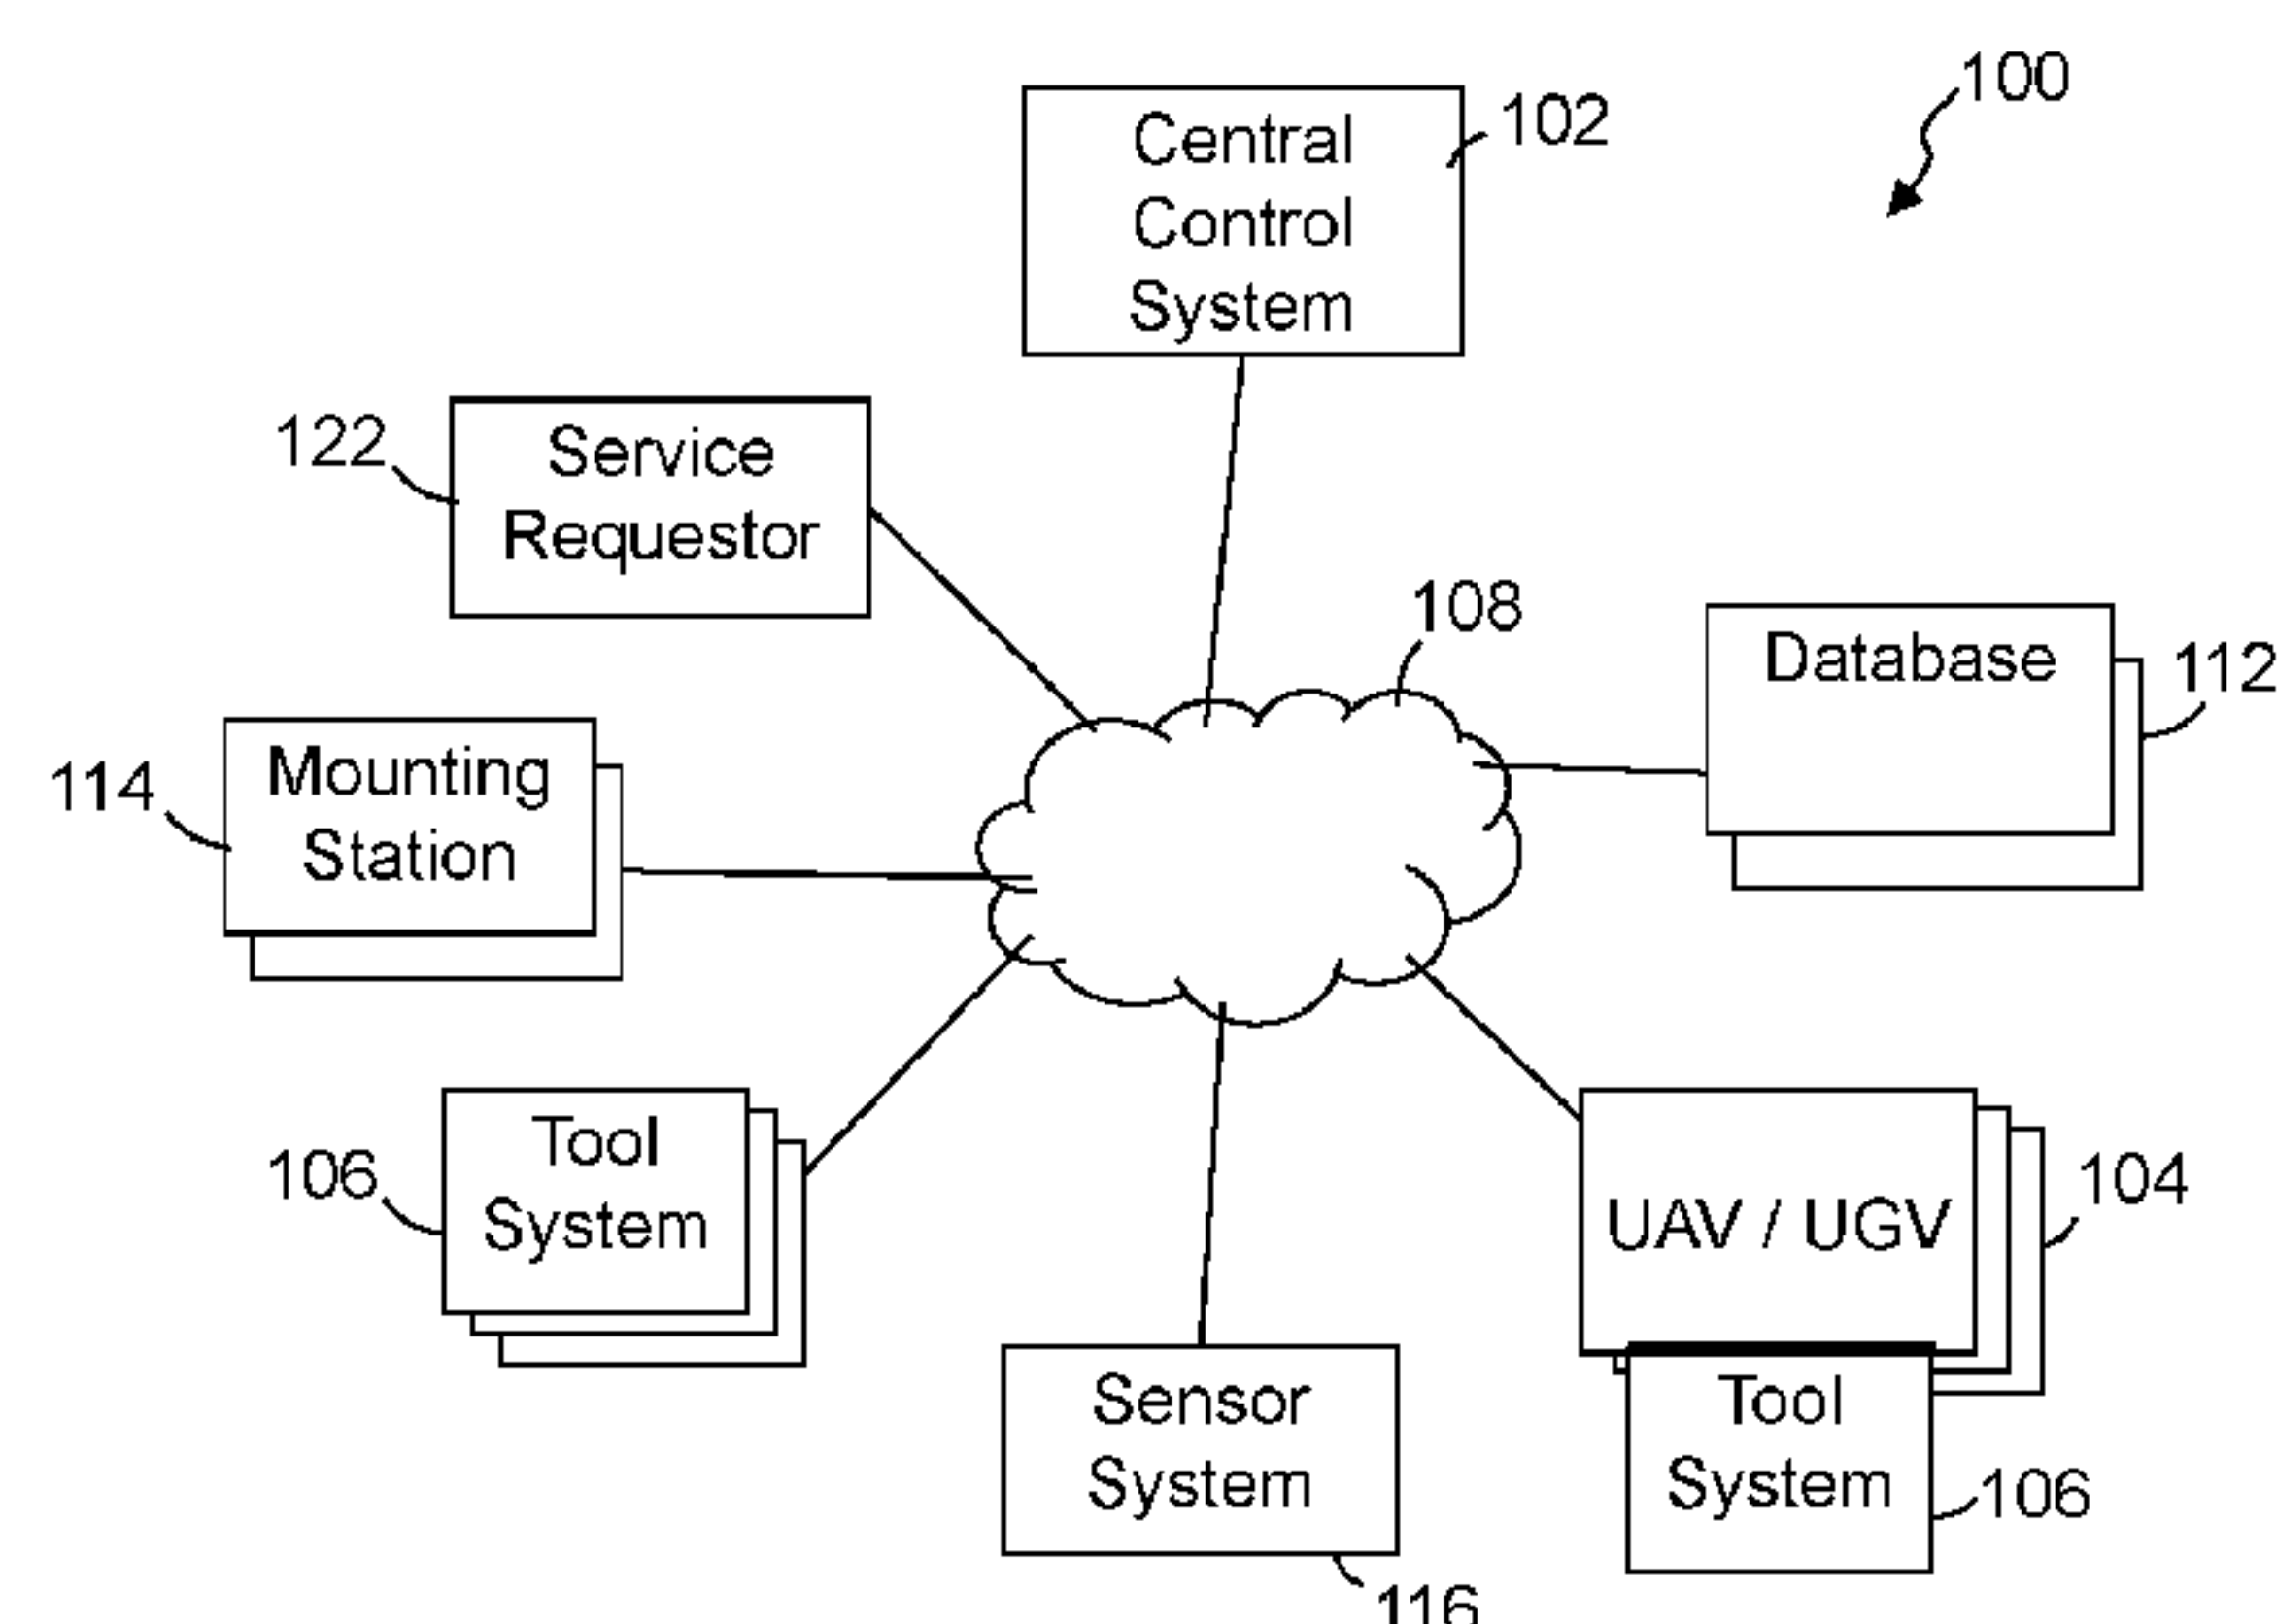 100
Central
Control
System
102
122
Service
Requestor
108
Database
112
114
Mounting
Station
106
Tool
System
UAV / UGV
104
Tool
System
106
Sensor
System
116